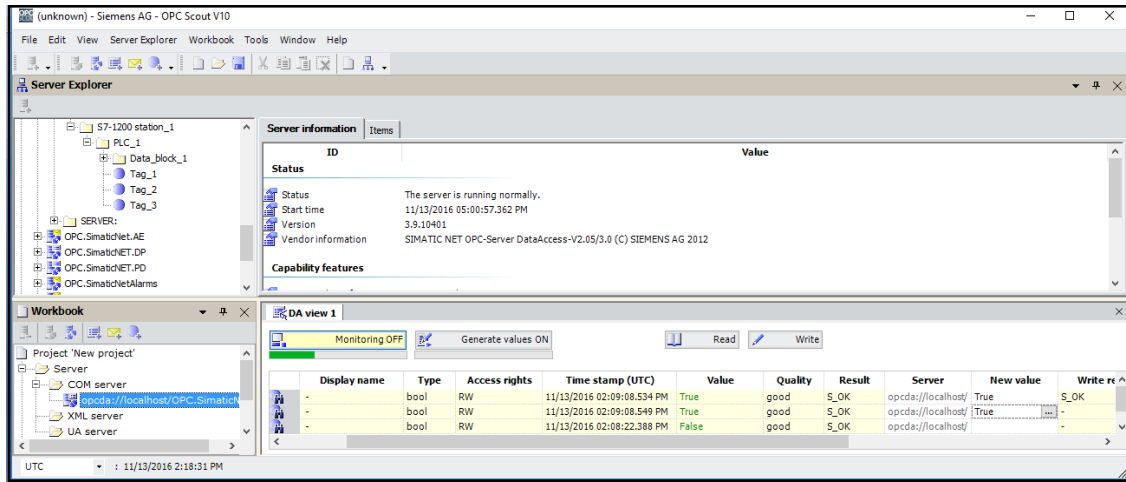 (unknown) - Siemens AG - OPC Scout V10
File Edit View Server Explorer Workbook Tools Window Help
Server Explorer
S7-1200 station_1
PLC_1
Data_block_1
Tag_1
Tag_2
Tag_3
SERVER:
OPC.SimaticNet.AE
OPC.SimaticNET.DP
OPC.SimaticNET.PD
OPC.SimaticNetAlarms
Server information Items
ID Value
Status
Status The server is running normally.
Start time 11/13/2016 05:00:57.362 PM
Version 3.9.10401
Vendor information SIMATIC NET OPC-Server DataAccess-V2.05/3.0 (C) SIEMENS AG 2012
Capability features
Workbook
Project 'New project'
Server
COM server
opcda://localhost/OPC.SimaticN
XML server
UA server
DA view 1
Monitoring OFF Generate values ON Read Write
Display name Type Access rights Time stamp (UTC) Value Quality Result Server New value Write re
- bool RW 11/13/2016 02:09:08.534 PM True good S_OK opcda://localhost/ True S_OK
- bool RW 11/13/2016 02:09:08.549 PM True good S_OK opcda://localhost/ True ... -
- bool RW 11/13/2016 02:08:22.388 PM False good S_OK opcda://localhost/ -
UTC : 11/13/2016 2:18:31 PM